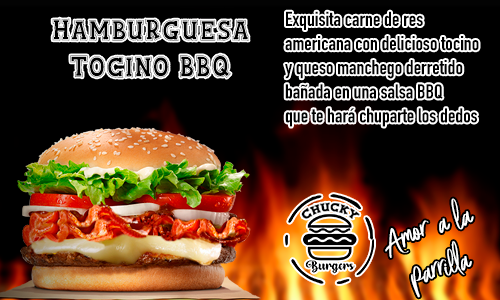 HAMBURGUESA
TOCINO BBQ
Exquisita carne de res
americana con delicioso tocino
y queso manchego derretido
bañada en una salsa BBQ
que te hará chuparte los dedos
CHUCKY
Burgers
Amor a la
parrilla